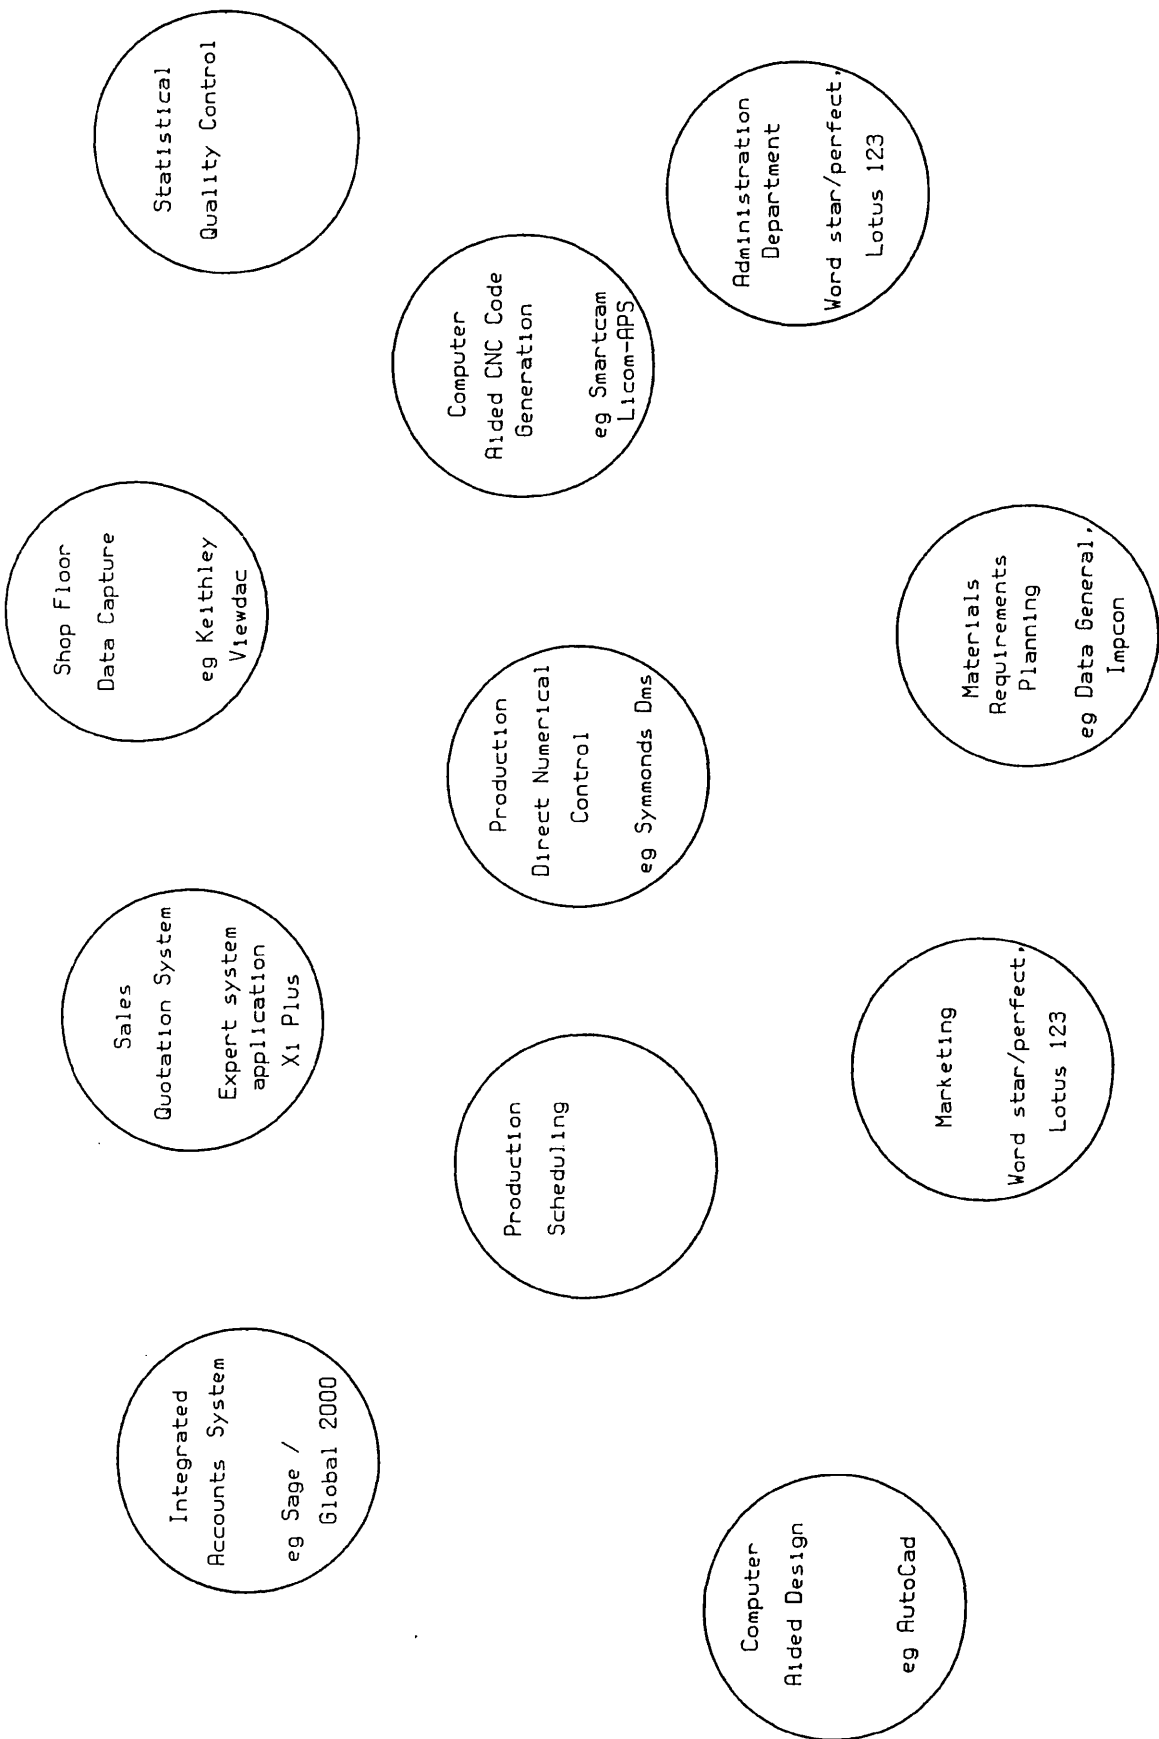 Integrated
Accounts System
eg Sage /
Global 2000
Sales
Quotation System
Expert system
application
Xi Plus
Shop Floor
Data Capture
eg Keithley
Viewdac
Statistical
Quality Control
Production
Scheduling
Production
Direct Numerical
Control
eg Symmonds Dms
Computer
Aided CNC Code
Generation
eg Smartcam
Licom-APS
Computer
Aided Design
eg AutoCad
Marketing
Word star/perfect,
Lotus 123
Materials
Requirements
Planning
eg Data General,
Impcon
Administration
Department
Word star/perfect,
Lotus 123